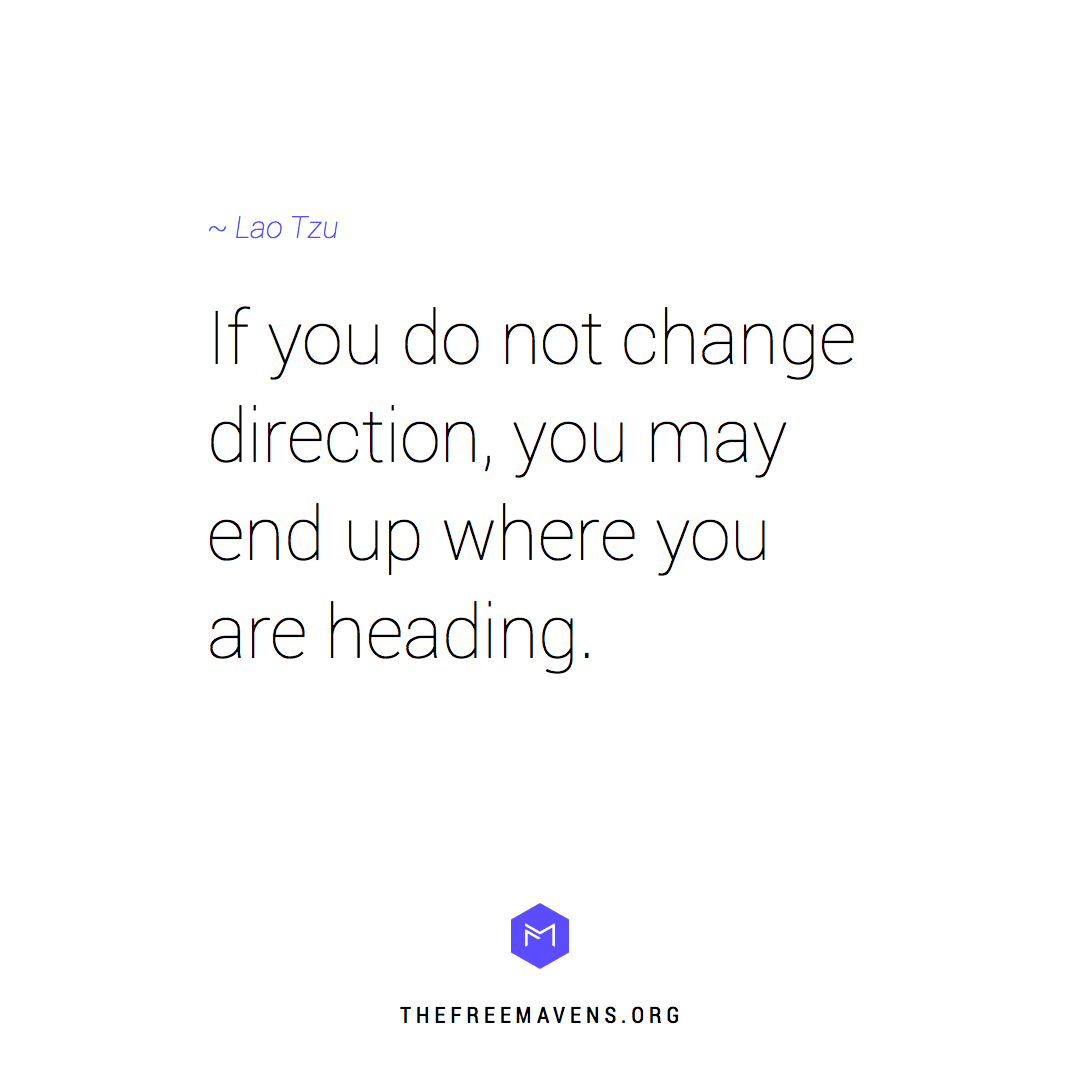 ~ Lao Tzu
If you do not change
direction, you may
end up where you
are heading.
THEFREEMAVENS.ORG